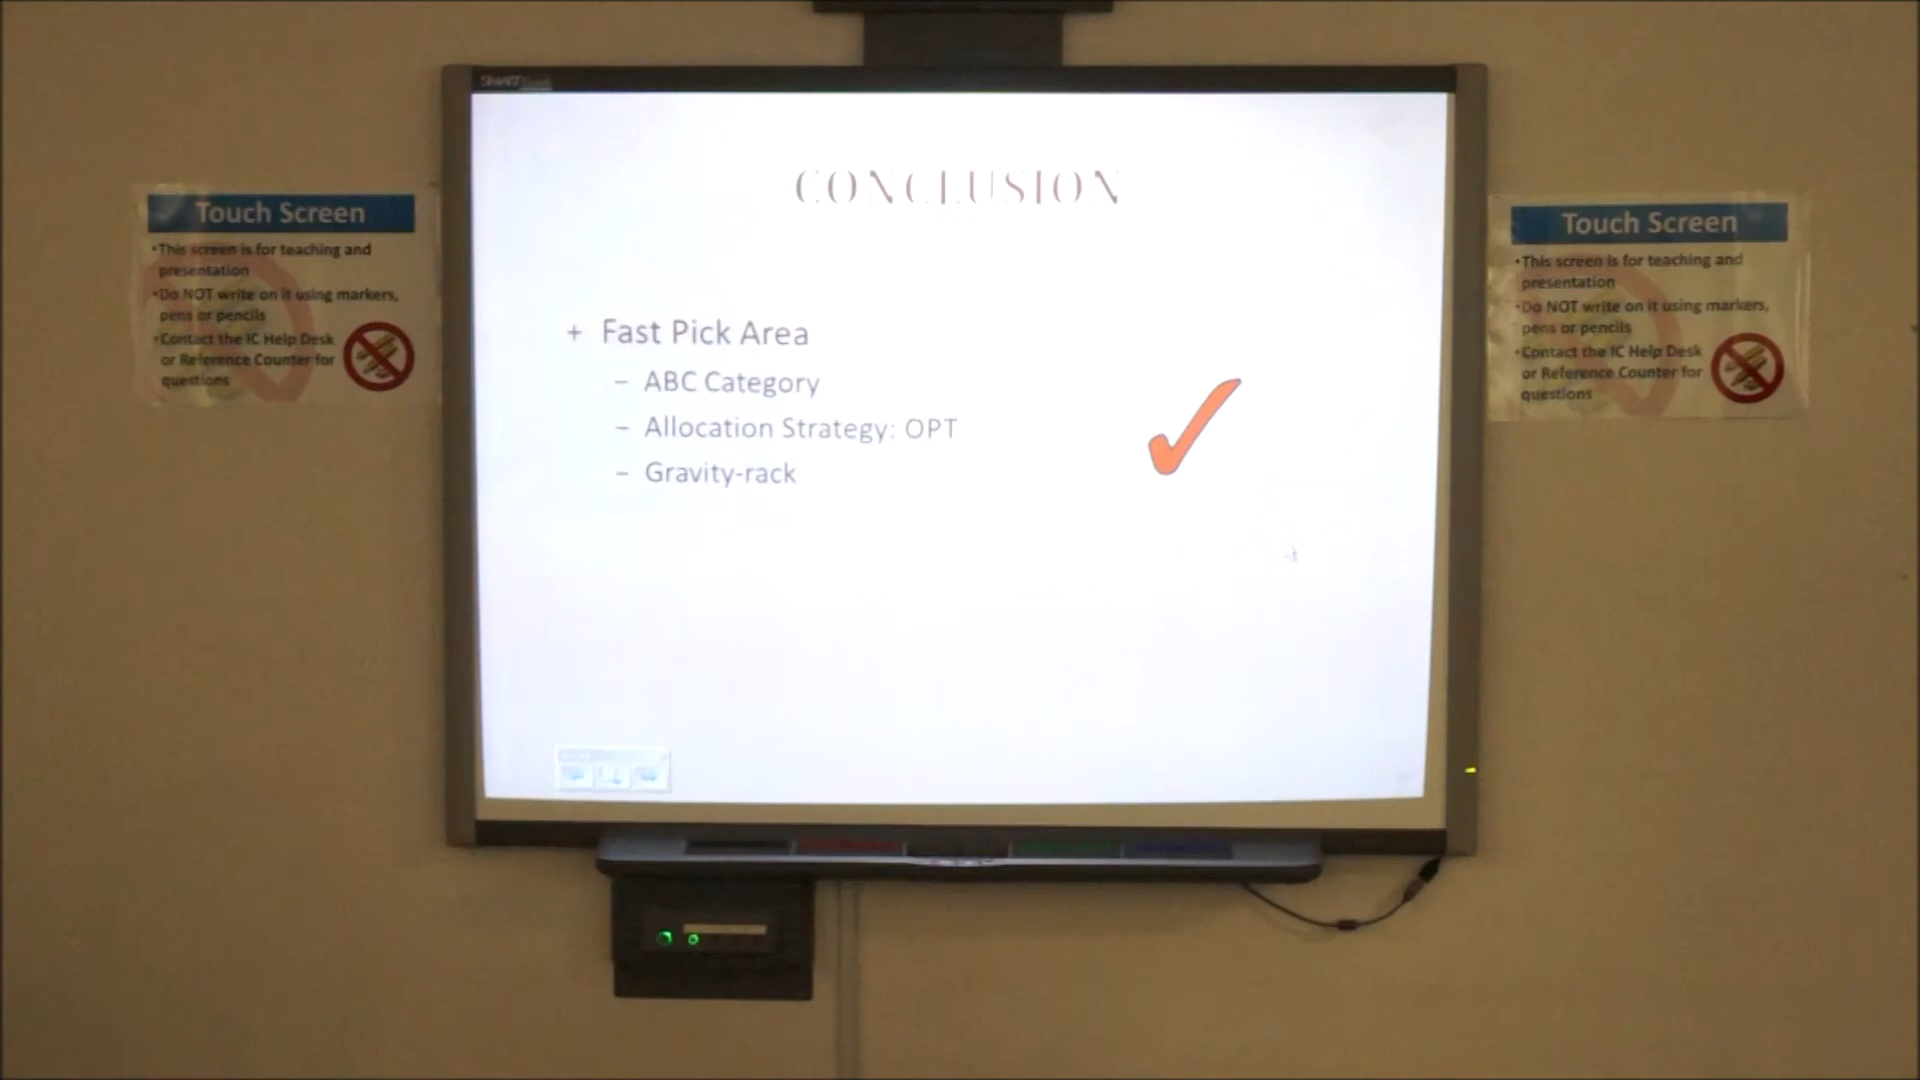 SMART
CONCLUSION
+ Fast Pick Area
– ABC Category
– Allocation Strategy: OPT
– Gravity-rack
Touch Screen
•This screen is for teaching and
presentation
•Do NOT write on it using markers,
pens or pencils
•Contact the IC Help Desk
or Reference Counter for
questions
Touch Screen
•This screen is for teaching and
presentation
•Do NOT write on it using markers,
pens or pencils
•Contact the IC Help Desk
or Reference Counter for
questions